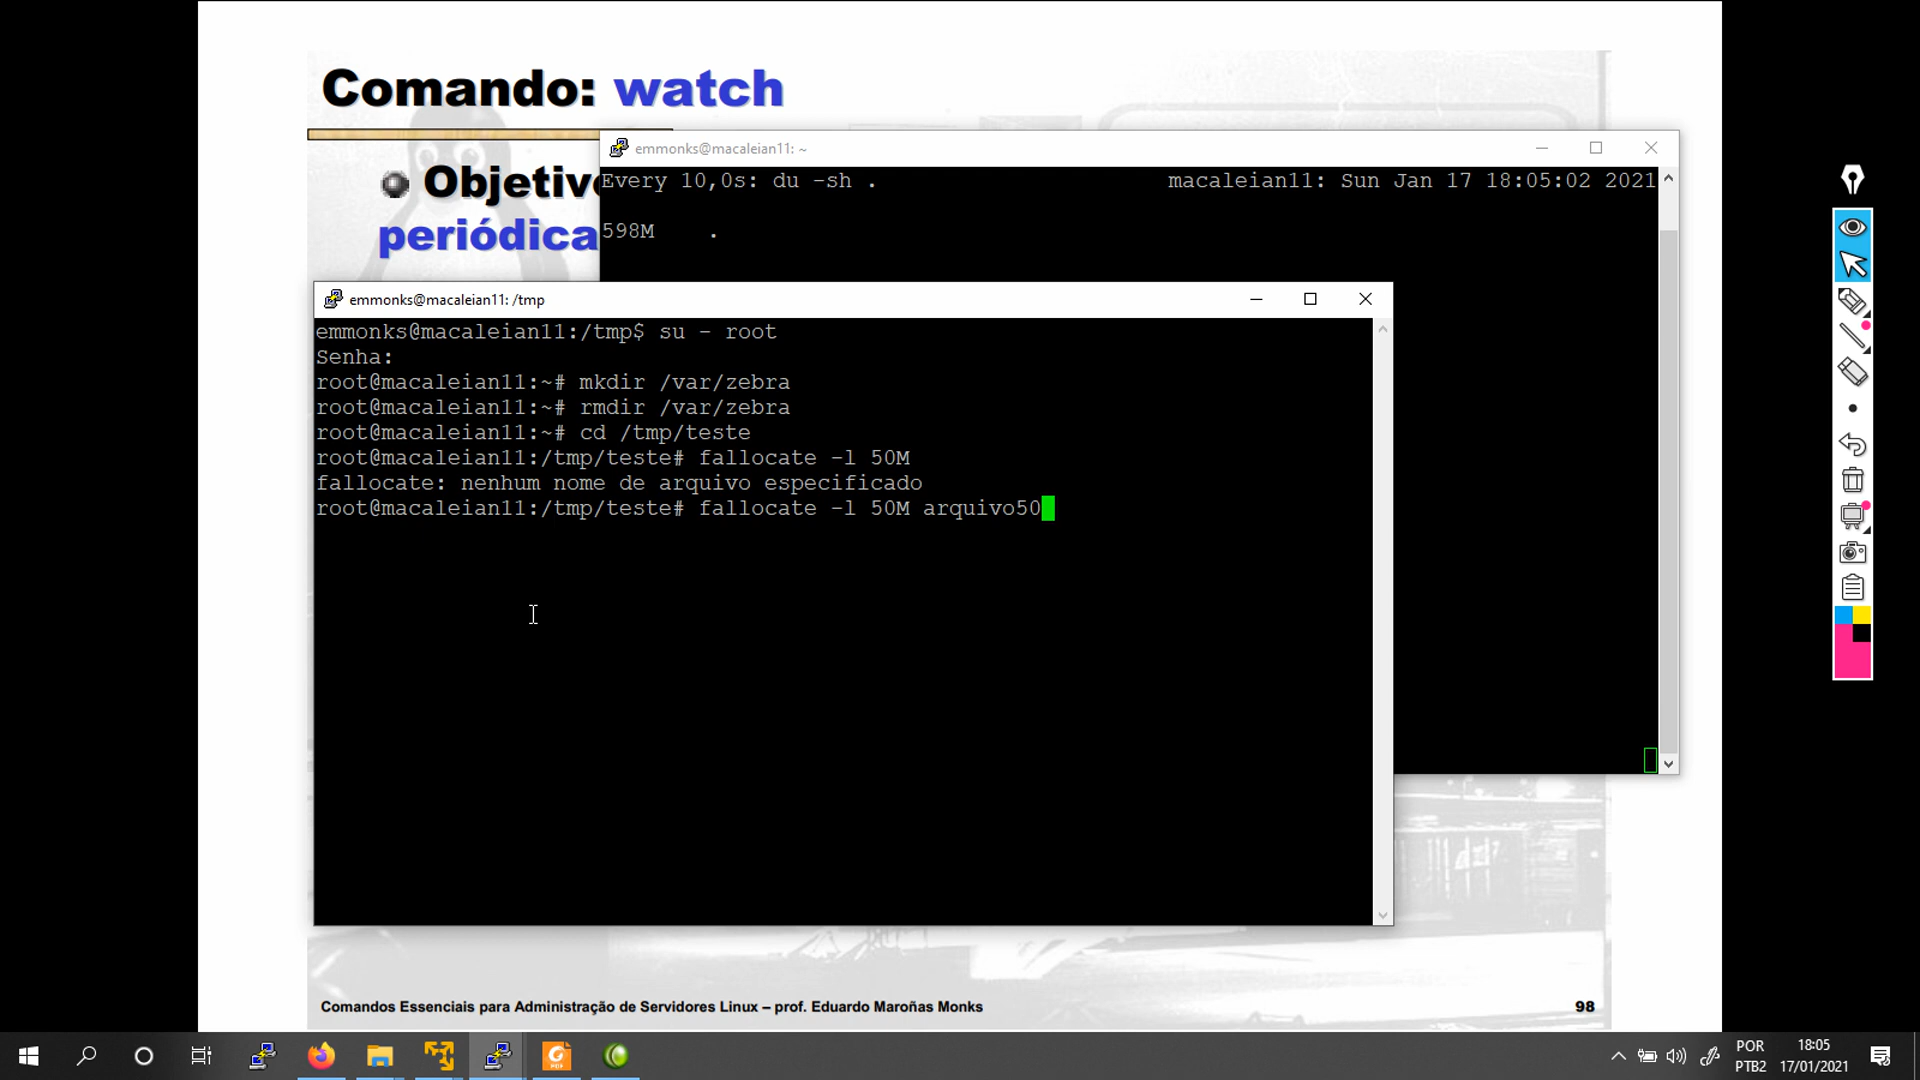 Comando: watch
Objetivo
periódica
emmonks@macaleian11: ~
Every 10,0s: du -sh .
macaleian11: Sun Jan 17 18:05:02 2021
598M    .
emmonks@macaleian11: /tmp
emmonks@macaleian11:/tmp$ su - root
Senha:
root@macaleian11:~# mkdir /var/zebra
root@macaleian11:~# rmdir /var/zebra
root@macaleian11:~# cd /tmp/teste
root@macaleian11:/tmp/teste# fallocate -l 50M
fallocate: nenhum nome de arquivo especificado
root@macaleian11:/tmp/teste# fallocate -l 50M arquivo50
Comandos Essenciais para Administração de Servidores Linux – prof. Eduardo Maroñas Monks
98
POR
PTB2
18:05
17/01/2021